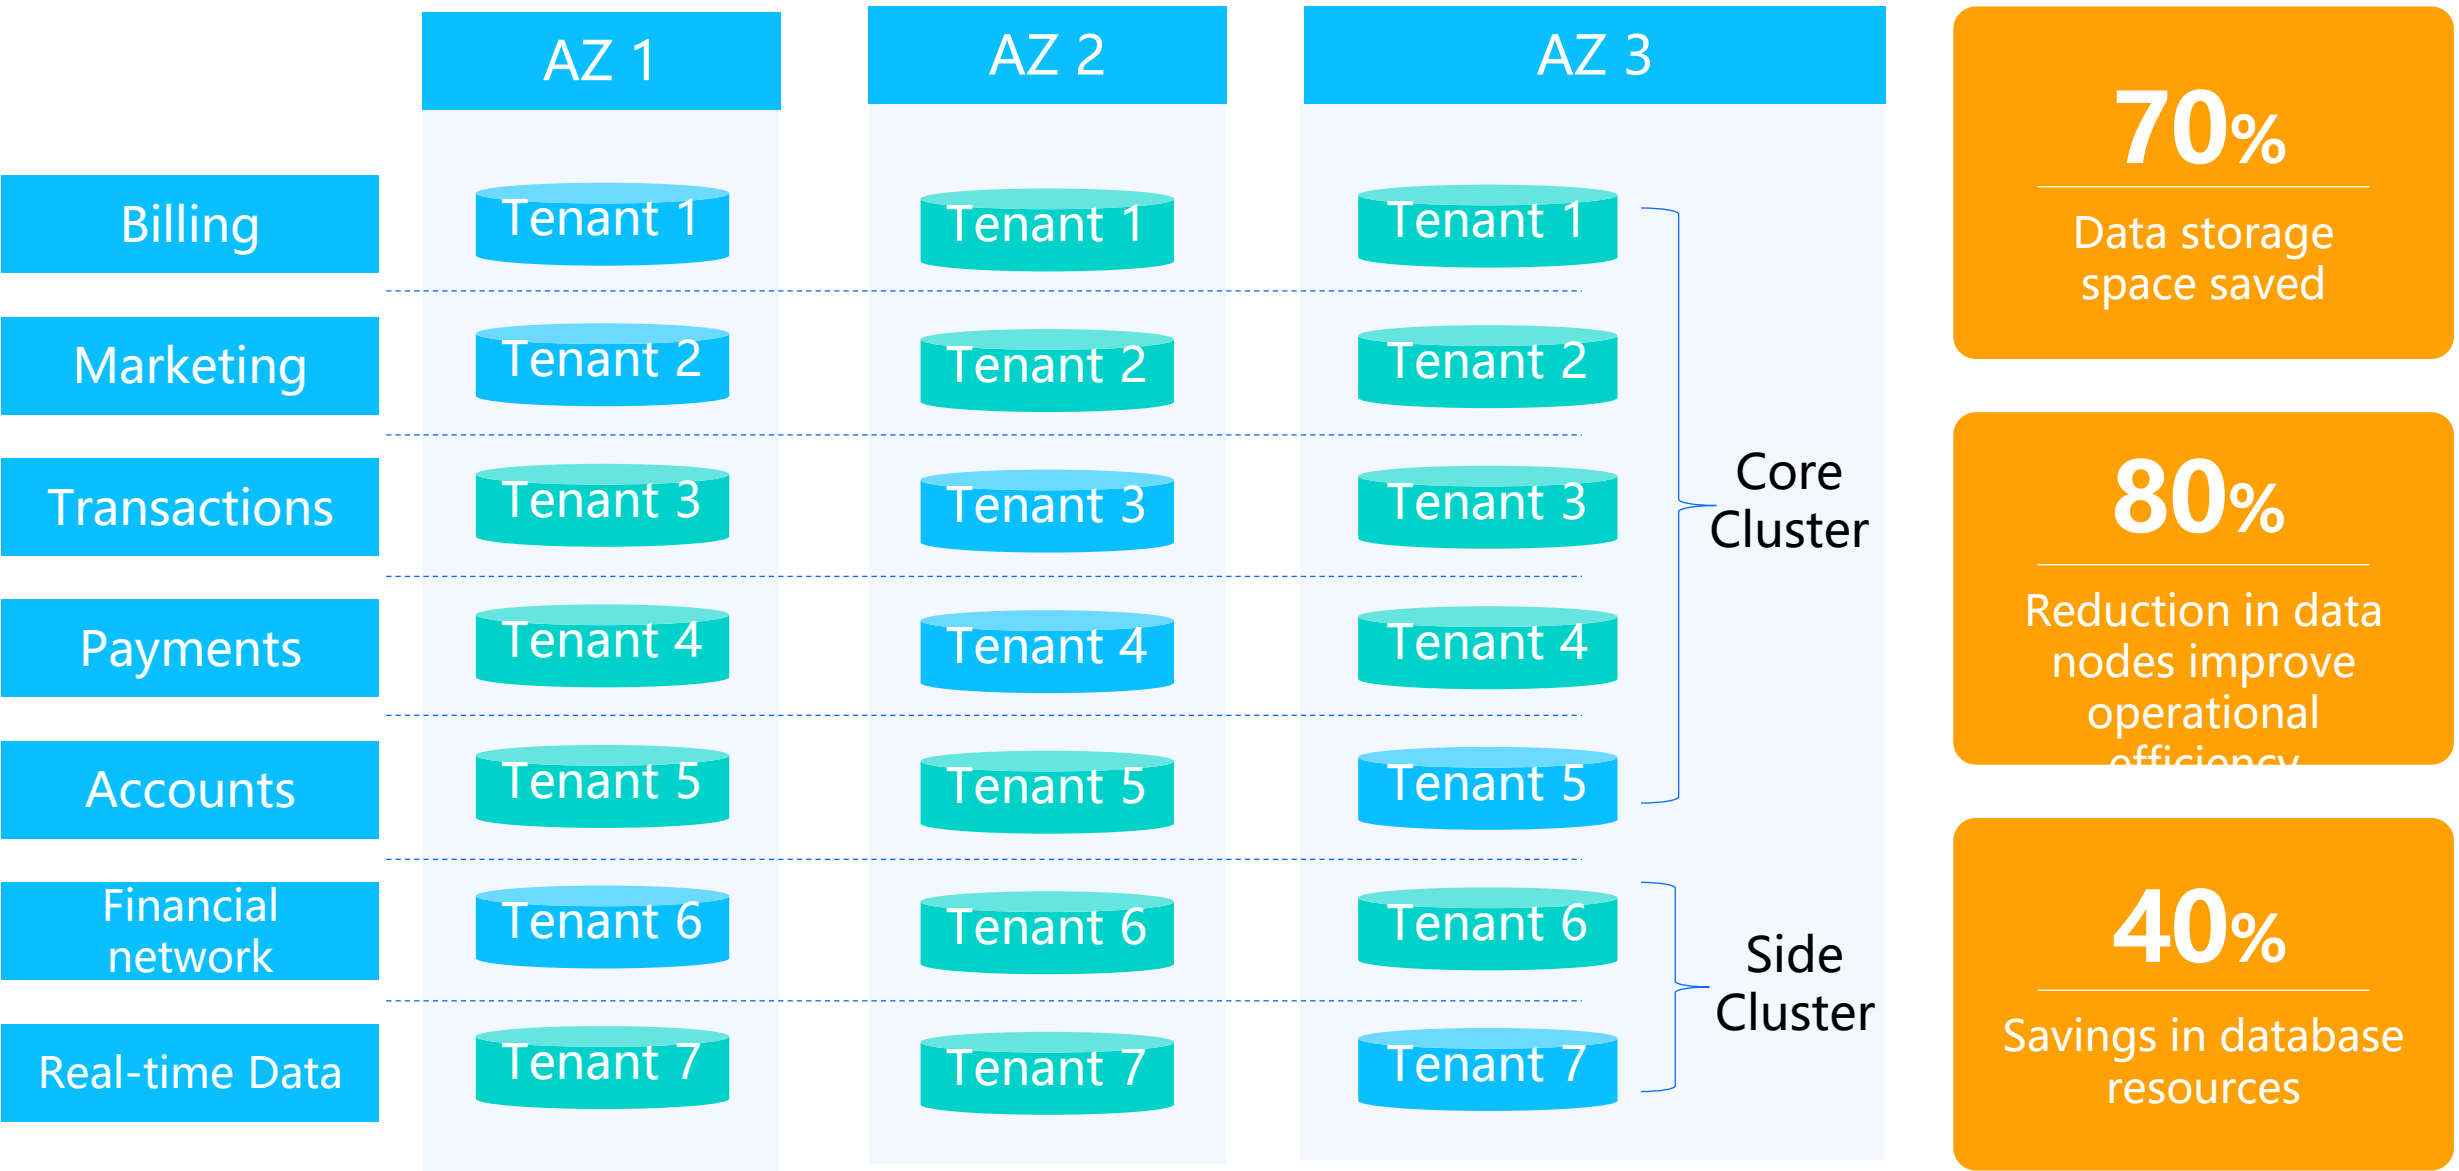 AZ 1
AZ 2
AZ 3
Billing
Tenant 1
Tenant 1
Tenant 1
Marketing
Tenant 2
Tenant 2
Tenant 2
Transactions
Tenant 3
Tenant 3
Tenant 3
Payments
Tenant 4
Tenant 4
Tenant 4
Accounts
Tenant 5
Tenant 5
Tenant 5
Core
Cluster
Financial
network
Tenant 6
Tenant 6
Tenant 6
Real-time Data
Tenant 7
Tenant 7
Tenant 7
Side
Cluster
70%
Data storage
space saved
80%
Reduction in data
nodes improve
operational
efficiency
40%
Savings in database
resources